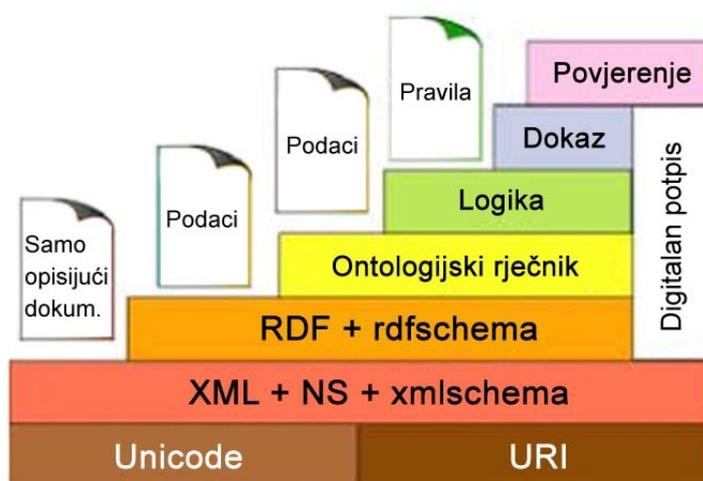 Povjerenje
Pravila
Dokaz
Digitalan potpis
Podaci
Logika
Podaci
Ontologijski rječnik
Samo
opisijući
dokum.
RDF + rdfschema
XML + NS + xmlschema
Unicode
URI